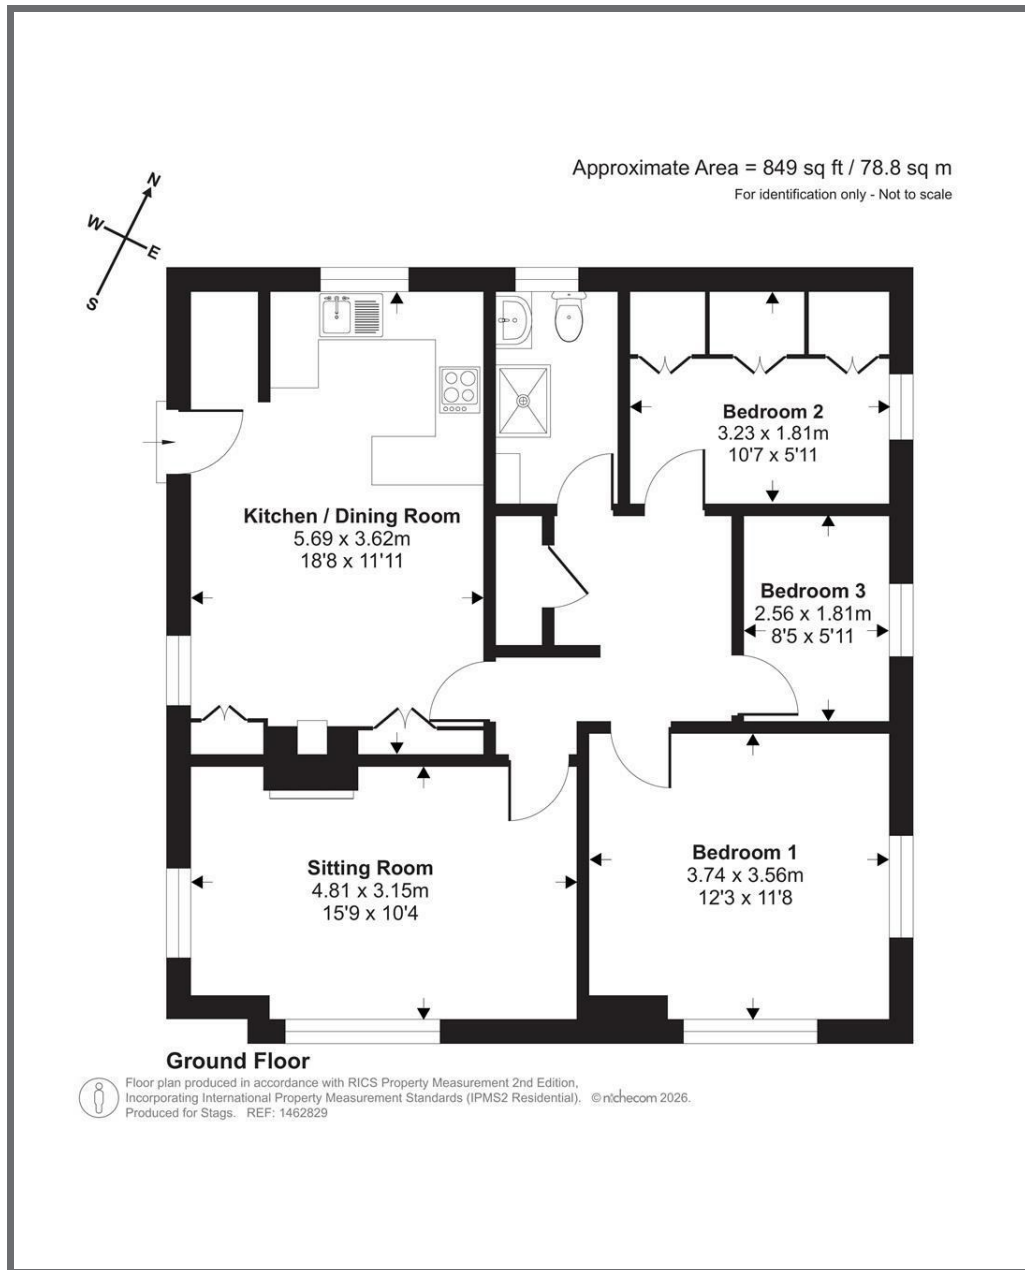 Approximate Area = 849 sq ft / 78.8 sq m
For identification only - Not to scale
N
W
E
S
Bedroom 2
3.23 x 1.81m
10'7 x 5'11
Kitchen / Dining Room
5.69 x 3.62m
18'8 x 11'11
Bedroom 3
2.56 x 1.81m
8'5 x 5'11
Sitting Room
4.81 x 3.15m
15'9 x 10'4
Bedroom 1
3.74 x 3.56m
12'3 x 11'8
Ground Floor
Floor plan produced in accordance with RICS Property Measurement 2nd Edition,
Incorporating International Property Measurement Standards (IPMS2 Residential). © nichecom 2026.
Produced for Stags. REF: 1462829